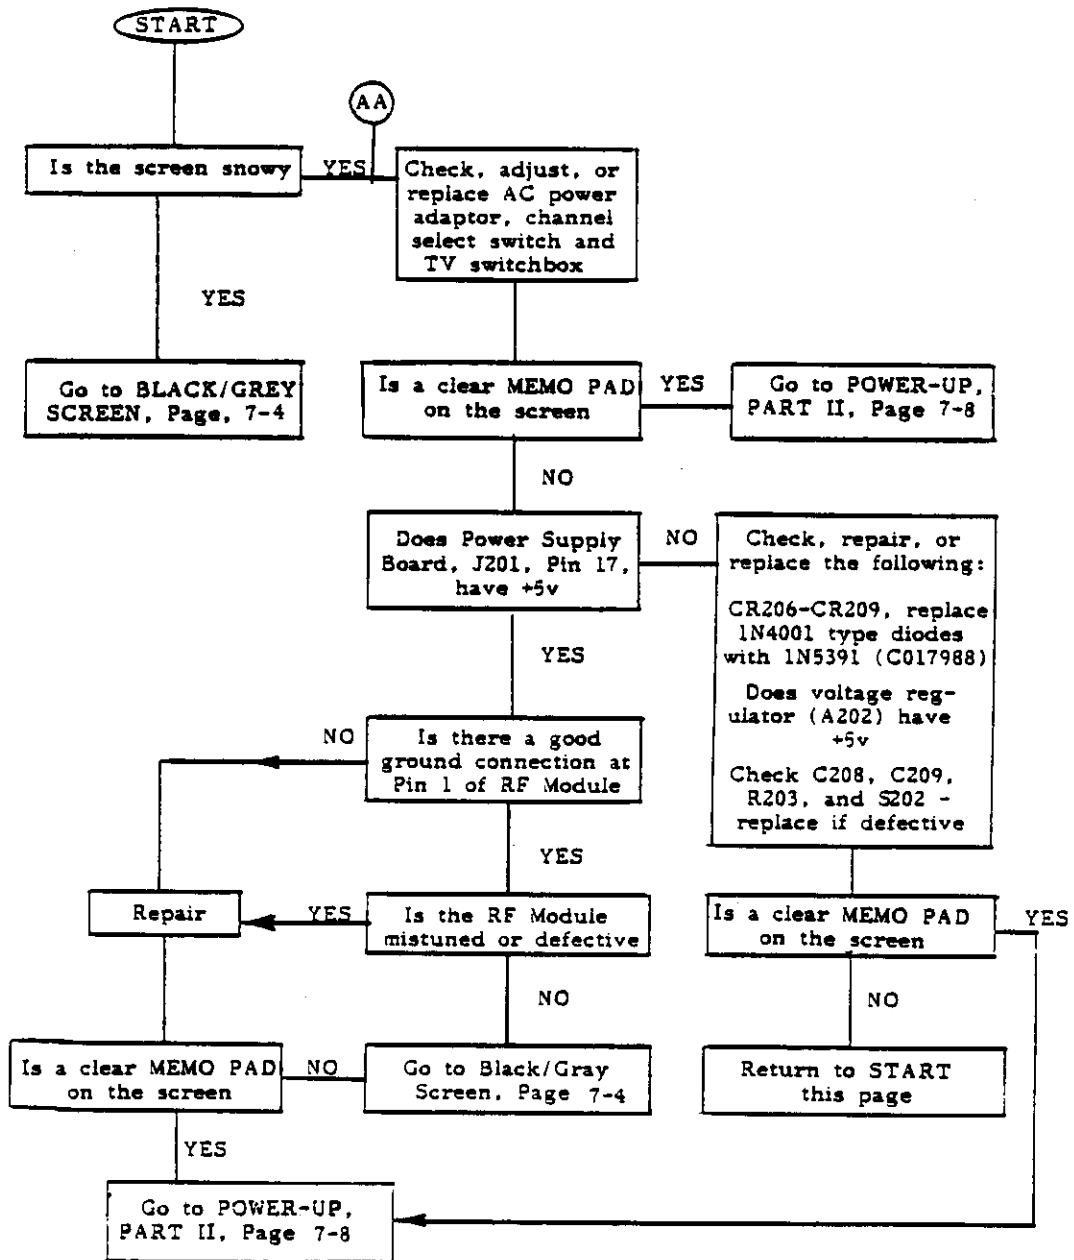 START
AA
Is the screen snowy
YES
Check, adjust, or
replace AC power
adaptor, channel
select switch and
TV switchbox
YES
Go to BLACK/GREY
SCREEN, Page, 7-4
Is a clear MEMO PAD
on the screen
YES
Go to POWER-UP,
PART II, Page 7-8
NO
Does Power Supply
Board, J201, Pin 17,
have +5v
NO
Check, repair, or
replace the following:
CR206-CR209, replace
1N4001 type diodes
with 1N5391 (C017988)
Does voltage reg-
ulator (A202) have
+5v
Check C208, C209,
R203, and S202 -
replace if defective
YES
NO
Is there a good
ground connection at
Pin 1 of RF Module
YES
Repair
YES
Is the RF Module
mistuned or defective
Is a clear MEMO PAD
on the screen
YES
NO
NO
Is a clear MEMO PAD
on the screen
NO
Go to Black/Gray
Screen, Page 7-4
Return to START
this page
YES
Go to POWER-UP,
PART II, Page 7-8